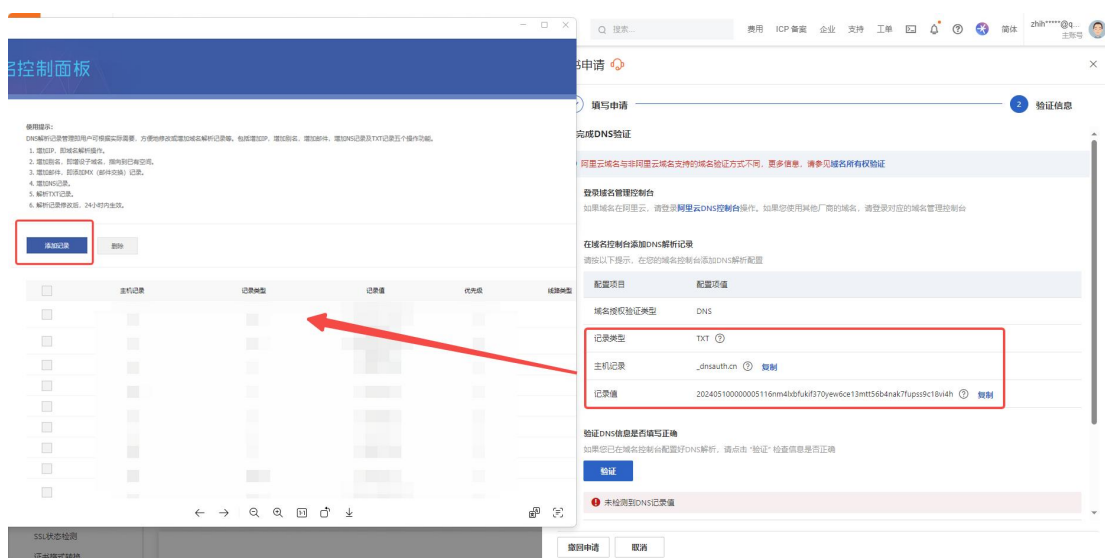 搜索...
费用 ICP 备案 企业 支持 工单 简体 zhih*****@q...
主账号
名控制面板
书申请
填写申请
2 验证信息
使用提示:
DNS解析记录管理即用户可根据实际需要，方便地修改或增加域名解析记录等。包括增加IP、增加别名、增加邮件、增加NS记录及TXT记录五个操作功能。
1. 增加IP，即域名解析操作。
2. 增加别名，即增设子域名，指向到已有空间。
3. 增加邮件，即添加MX（邮件交换）记录。
4. 增加NS记录。
5. 解析TXT记录。
6. 解析记录修改后，24小时内生效。
添加记录 删除
主机记录 记录类型 记录值 优先级 线路类型
完成DNS验证
阿里云域名与非阿里云域名支持的域名验证方式不同，更多信息，请参见域名所有权验证
登录域名管理控制台
如果域名在阿里云，请登录阿里云DNS控制台操作。如果您使用其他厂商的域名，请登录对应的域名管理控制台
在域名控制台添加DNS解析记录
请按以下提示，在您的域名控制台添加DNS解析配置
配置项目 配置项值
域名授权验证类型 DNS
记录类型 TXT
主机记录 _dnsauth.cn 复制
记录值 202405100000005116nm4lxbfukif370yew6ce13mtt56b4nak7fupss9c18vi4h 复制
验证DNS信息是否填写正确
如果您已在域名控制台配置好DNS解析，请点击 "验证" 检查信息是否正确
验证
未检测到DNS记录值
撤回申请 取消
1:1
SSL状态检测
证书格式转换